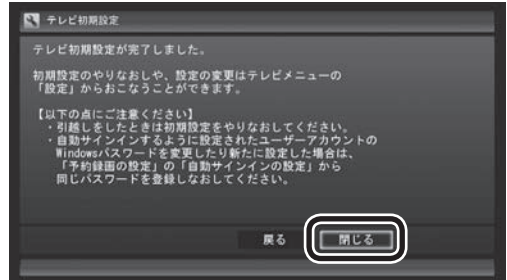 テレビ初期設定
テレビ初期設定が完了しました。
初期設定のやりなおしや、設定の変更はテレビメニューの
「設定」からおこなうことができます。
【以下の点にご注意ください】
・引越しをしたときは初期設定をやりなおしてください。
・自動サインインするように設定されたユーザーアカウントの
Windowsパスワードを変更したり新たに設定した場合は、
「予約録画の設定」の「自動サインインの設定」から
同じパスワードを登録しなおしてください。
戻る
閉じる